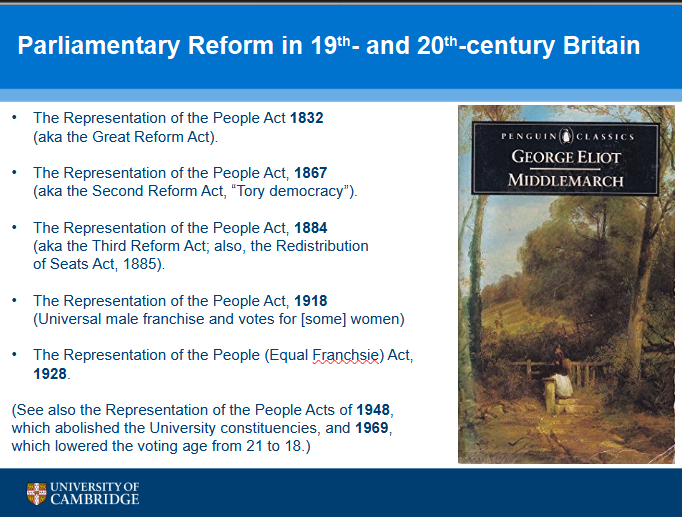 Parliamentary Reform in 19th- and 20th-century Britain
• The Representation of the People Act 1832
(aka the Great Reform Act).
• The Representation of the People Act, 1867
(aka the Second Reform Act, “Tory democracy”).
• The Representation of the People Act, 1884
(aka the Third Reform Act; also, the Redistribution
of Seats Act, 1885).
• The Representation of the People Act, 1918
(Universal male franchise and votes for [some] women)
• The Representation of the People (Equal Franchsie) Act,
1928.
(See also the Representation of the People Acts of 1948,
which abolished the University constituencies, and 1969,
which lowered the voting age from 21 to 18.)
PENGUIN CLASSICS
GEORGE ELIOT
MIDDLEMARCH
UNIVERSITY OF
CAMBRIDGE